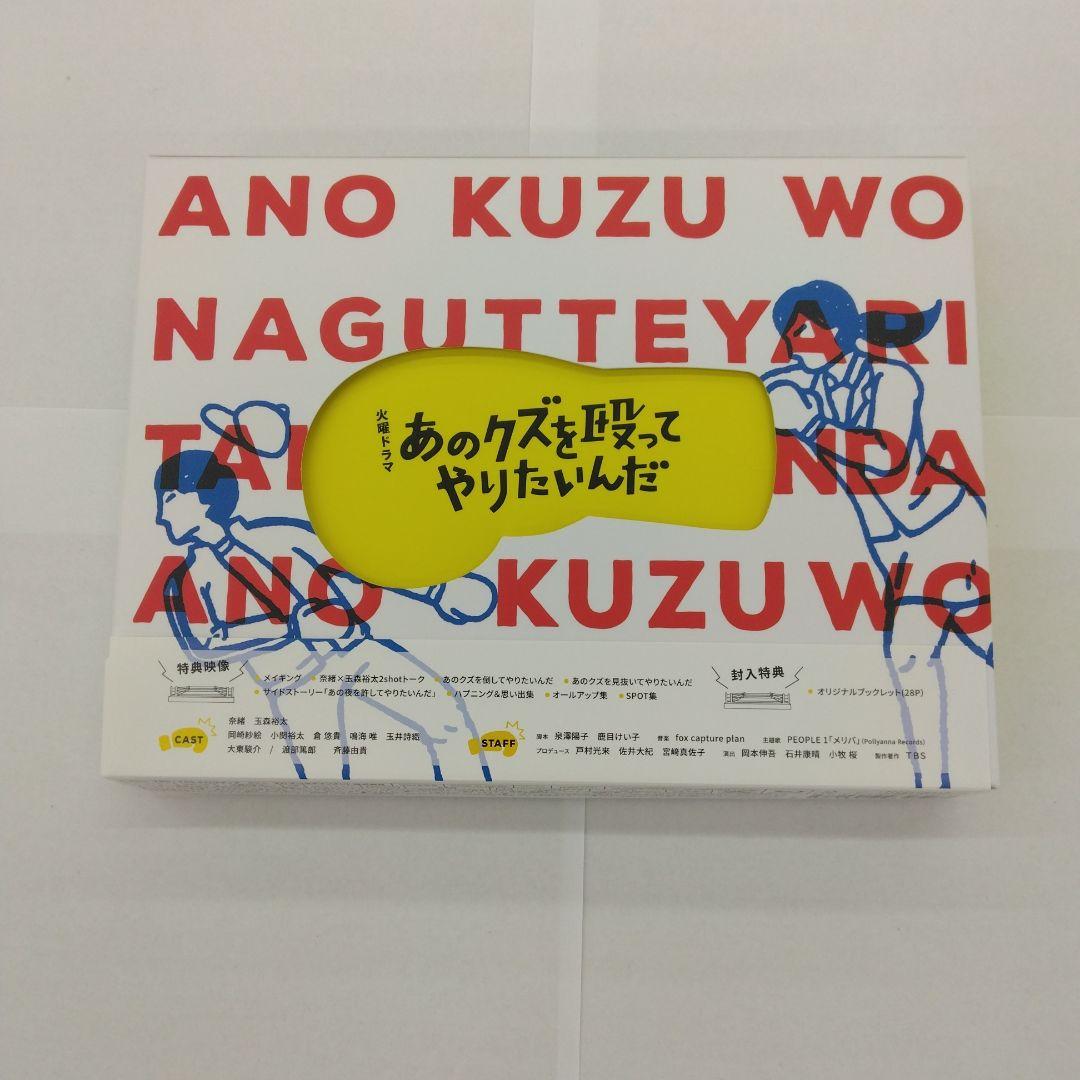 ANO KUZU WO
NAGUTTEYARI
TAI NDA
火曜ドラマ
あのクズを殴って
やりたいんだ
ANO KUZU WO
特典映像
メイキング ●奈緒×玉森裕太2shotトーク ●あのクズを倒してやりたいんだ ●あのクズを見抜いてやりたいんだ
●サイドストーリー「あの夜を許してやりたいんだ」 ●ハプニング&思い出集 ●オールアップ集 ●SPOT集
封入特典
●オリジナルブックレット(28P)
CAST
奈緒 玉森裕太
岡崎紗絵 小関裕太 倉 悠貴 鳴海 唯 玉井詩織
大東駿介 / 渡部篤郎 斉藤由貴
STAFF
脚本 泉澤陽子 鹿目けい子 音楽 fox capture plan 主題歌 PEOPLE 1「メリバ」(Pollyanna Records)
プロデュース 戸村光来 佐井大紀 宮﨑真佐子 演出 岡本伸吾 石井康晴 小牧 桜 製作著作 TBS